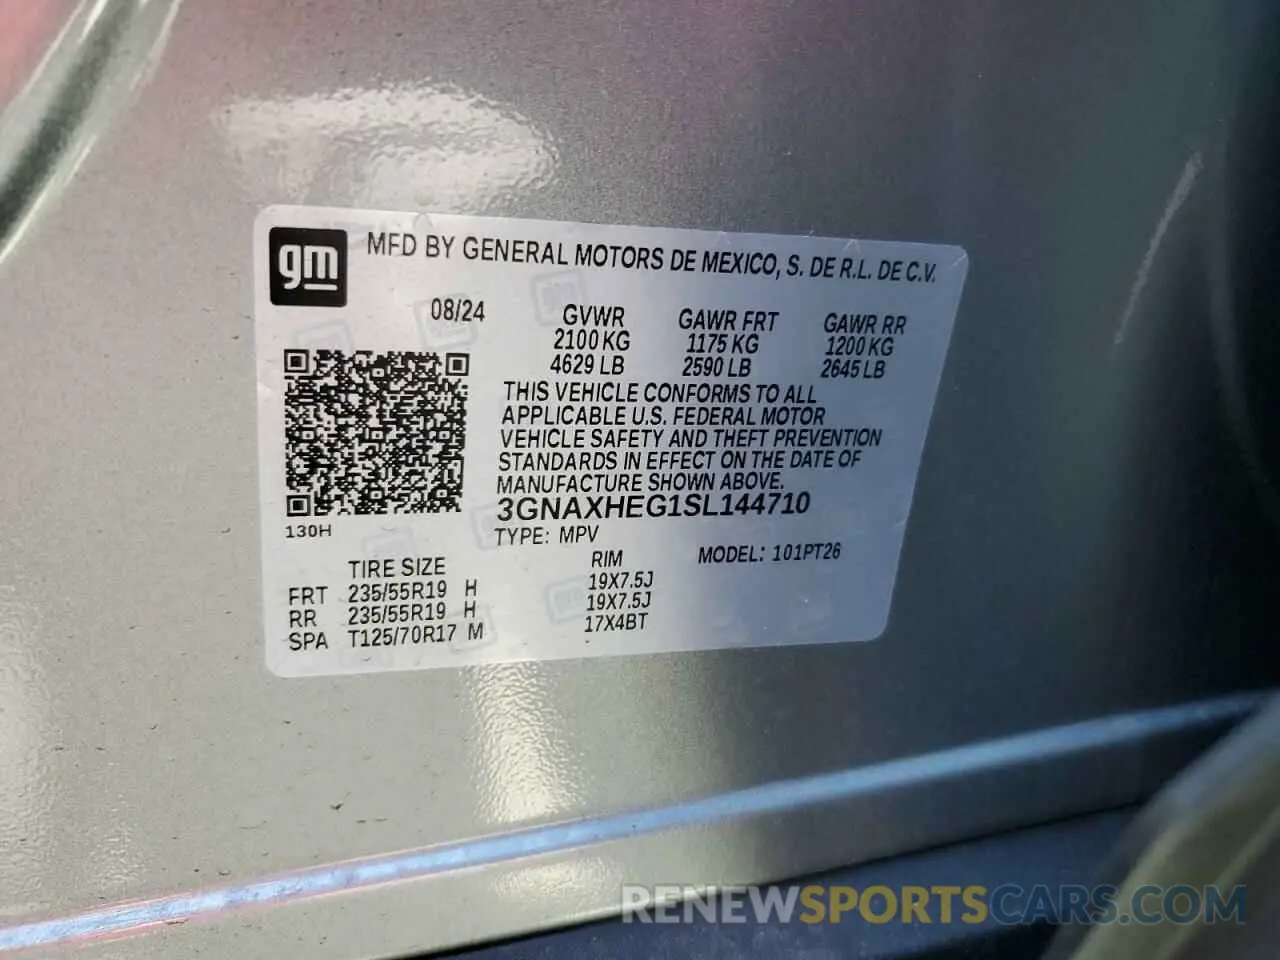 gm
MFD BY GENERAL MOTORS DE MEXICO, S. DE R.L. DE C.V.
08/24
GVWR GAWR FRT GAWR RR
2100 KG 1175 KG 1200 KG
4629 LB 2590 LB 2645 LB
THIS VEHICLE CONFORMS TO ALL
APPLICABLE U.S. FEDERAL MOTOR
VEHICLE SAFETY AND THEFT PREVENTION
STANDARDS IN EFFECT ON THE DATE OF
MANUFACTURE SHOWN ABOVE.
3GNAXHEG1SL144710
130H
TYPE: MPV MODEL: 101PT26
TIRE SIZE RIM
FRT 235/55R19 H 19X7.5J
RR 235/55R19 H 19X7.5J
SPA T125/70R17 M 17X4BT
RENEWSPORTSCARS.COM